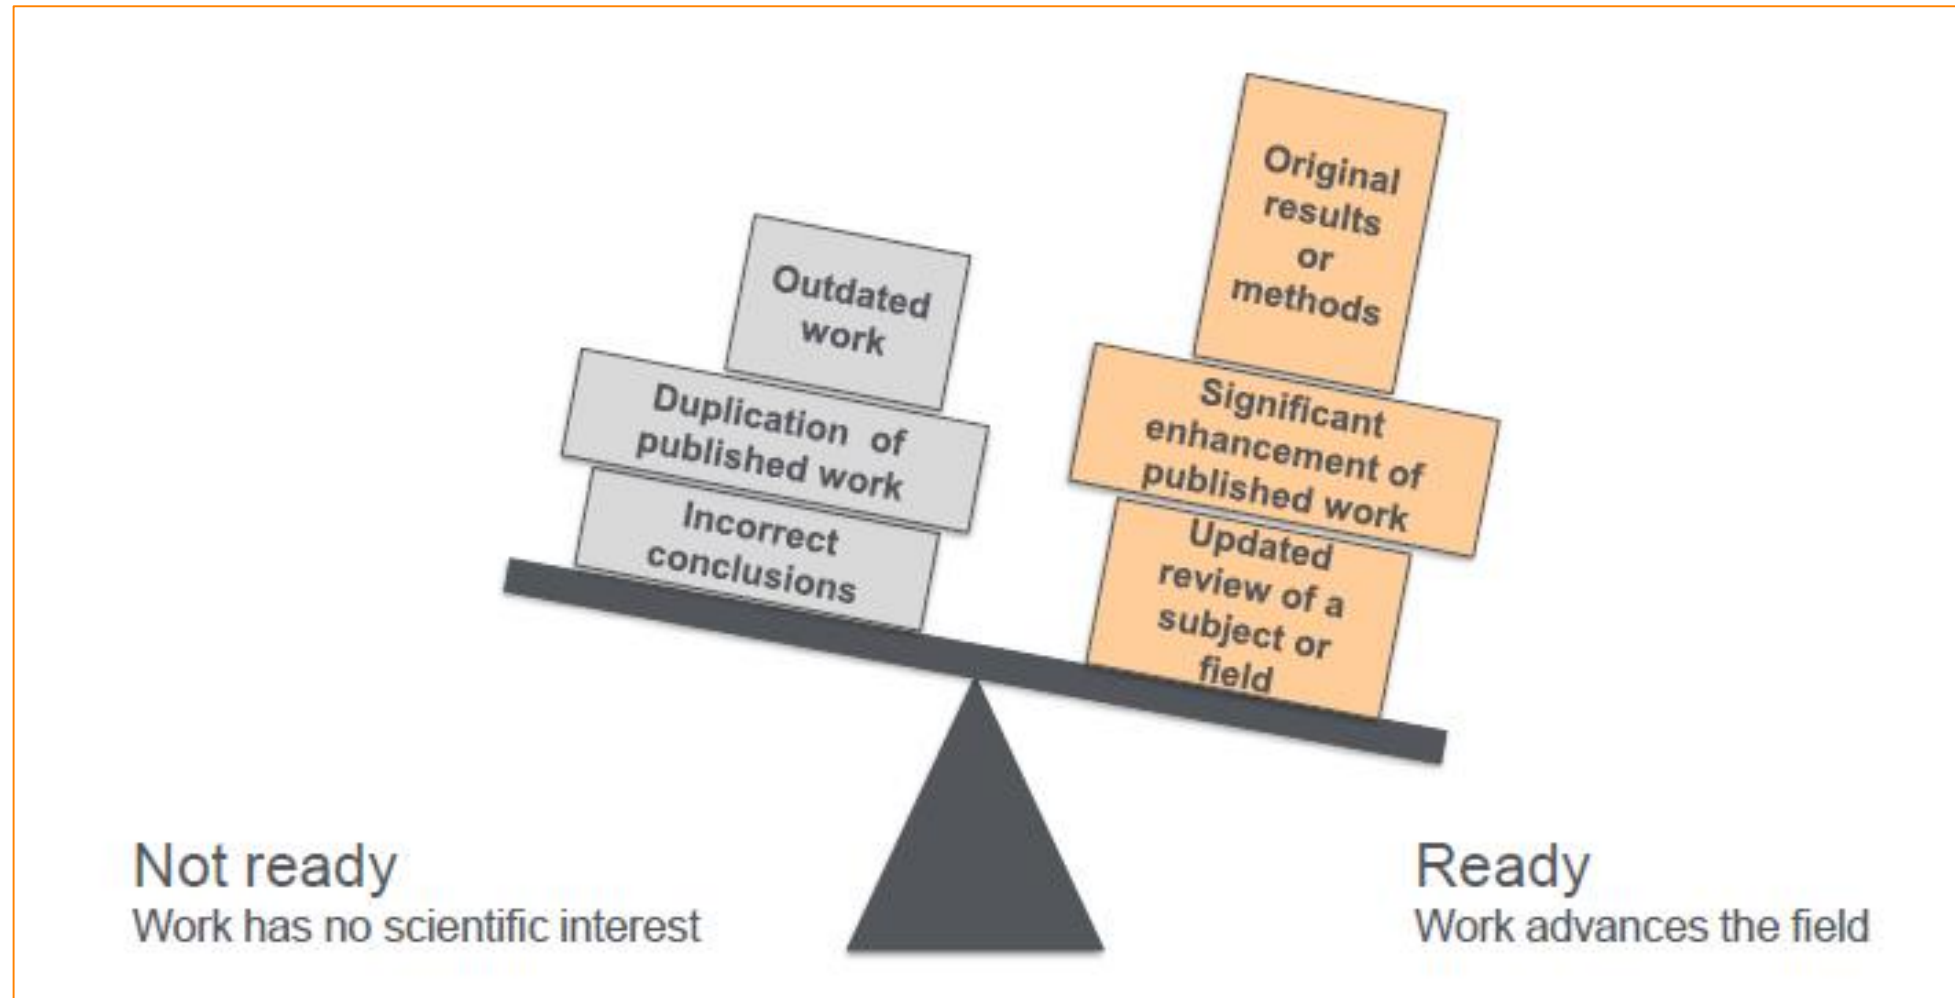 Outdated
work
Duplication of
published work
Incorrect
conclusions
Original
results
or
methods
Significant
enhancement of
published work
Updated
review of a
subject or
field
Not ready
Work has no scientific interest
Ready
Work advances the field